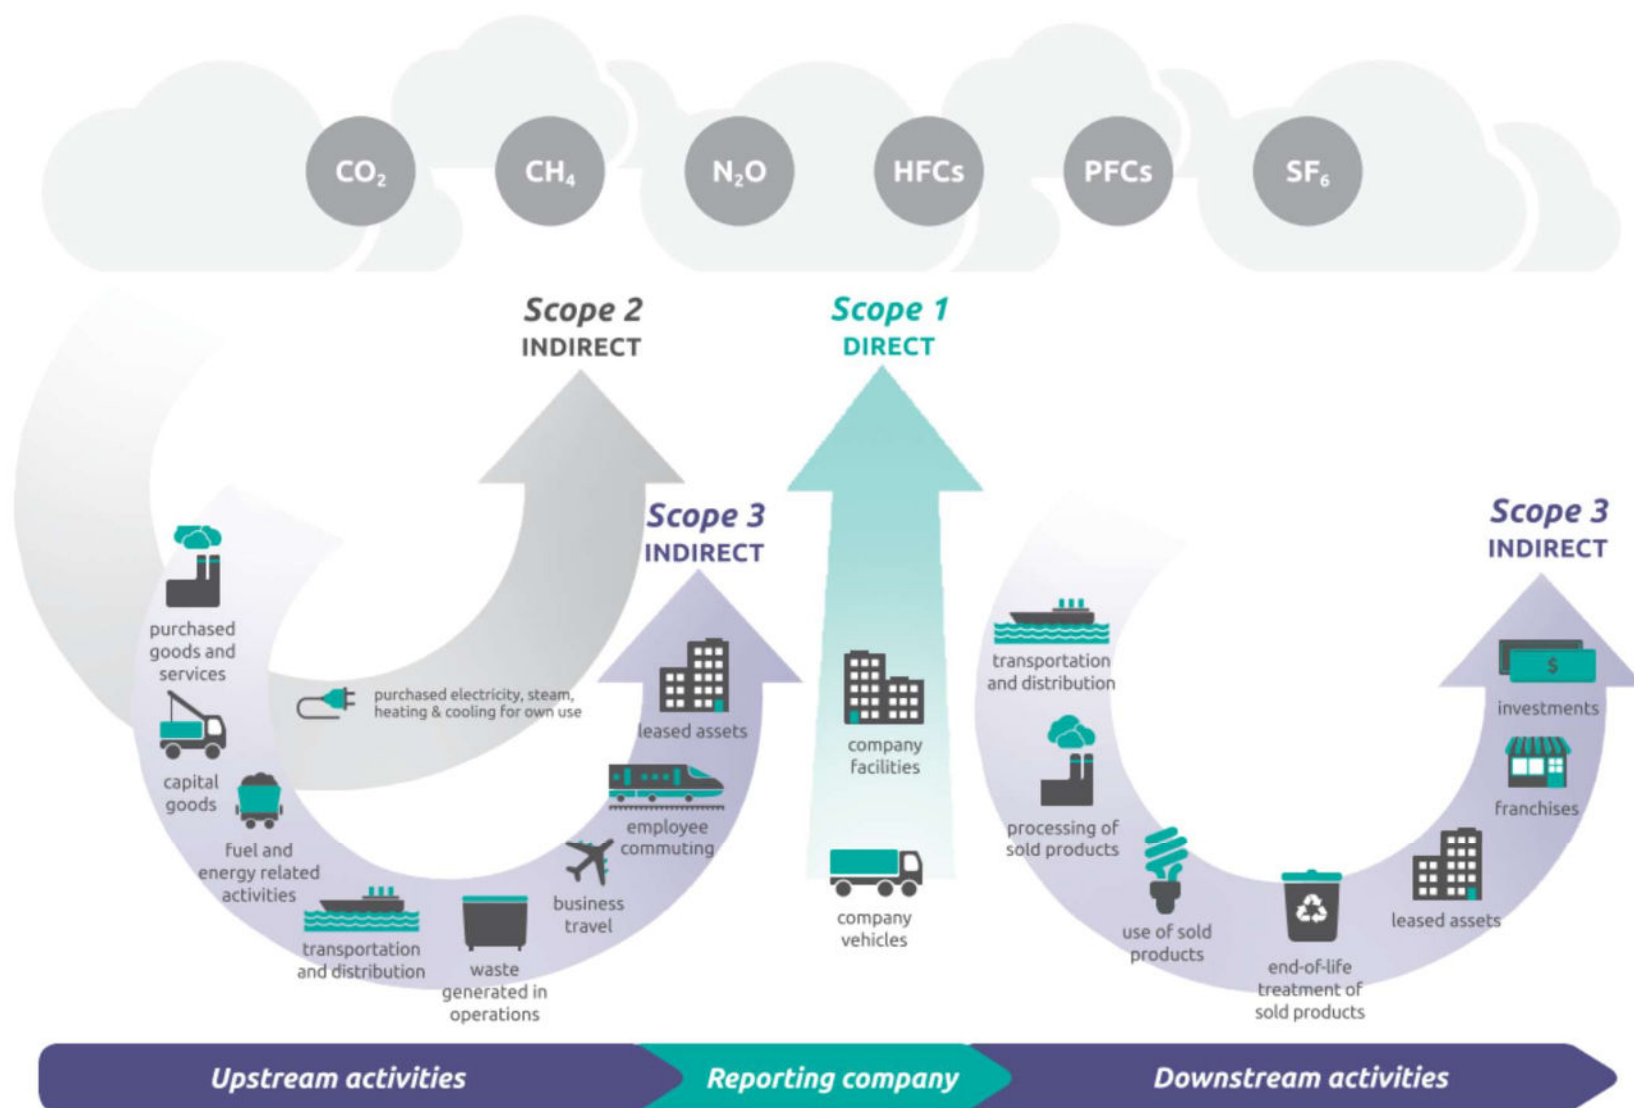 CO₂
CH₄
N₂O
HFCs
PFCs
SF₆
Scope 2
INDIRECT
Scope 1
DIRECT
Scope 3
INDIRECT
Scope 3
INDIRECT
purchased
goods and
services
capital
goods
fuel and
energy related
activities
transportation
and distribution
waste
generated in
operations
business
travel
employee
commuting
leased assets
purchased electricity, steam,
heating & cooling for own use
company
facilities
company
vehicles
transportation
and distribution
processing of
sold products
use of sold
products
end-of-life
treatment of
sold products
leased assets
franchises
investments
$
Upstream activities
Reporting company
Downstream activities